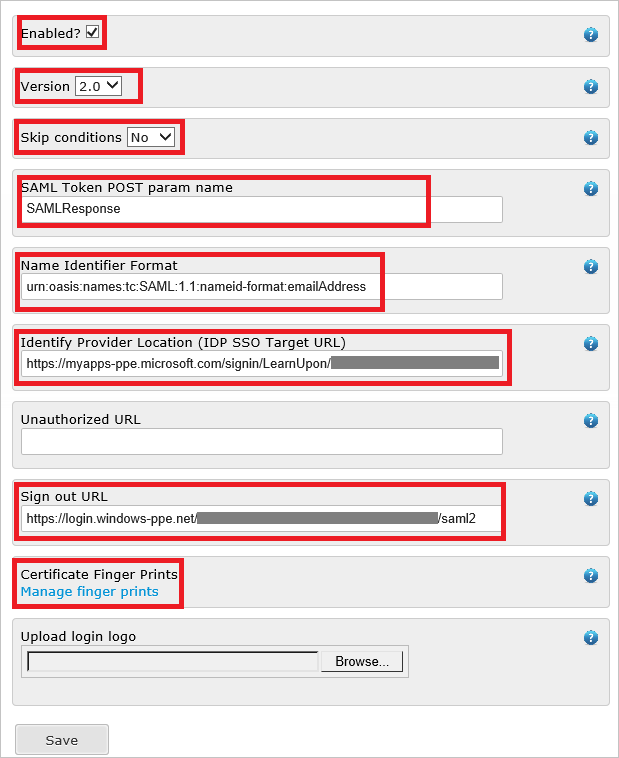 Enabled?
Version 2.0
Skip conditions No
SAML Token POST param name
SAMLResponse
Name Identifier Format
urn:oasis:names:tc:SAML:1.1:nameid-format:emailAddress
Identify Provider Location (IDP SSO Target URL)
https://myapps-ppe.microsoft.com/signin/LearnUpon/
Unauthorized URL
Sign out URL
https://login.windows-ppe.net/ /saml2
Certificate Finger Prints
Manage finger prints
Upload login logo
Browse...
Save